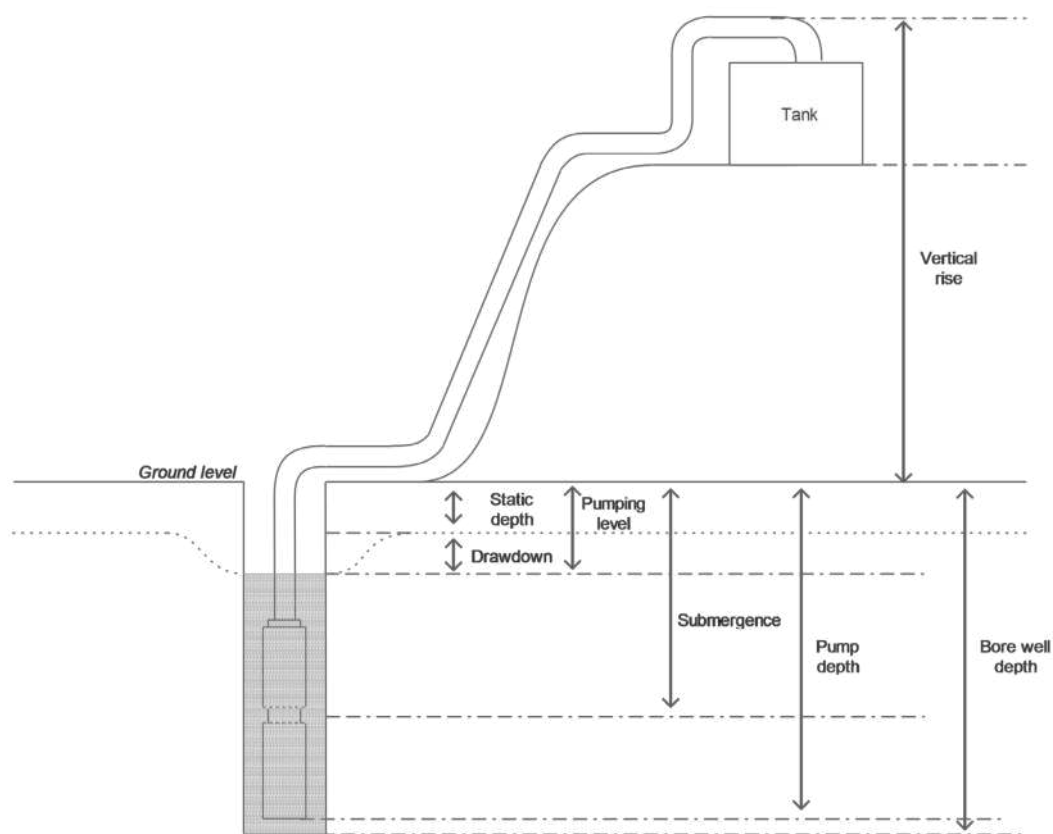 Tank
Vertical
rise
Ground level
Static
depth
Pumping
level
Drawdown
Submergence
Pump
depth
Bore well
depth